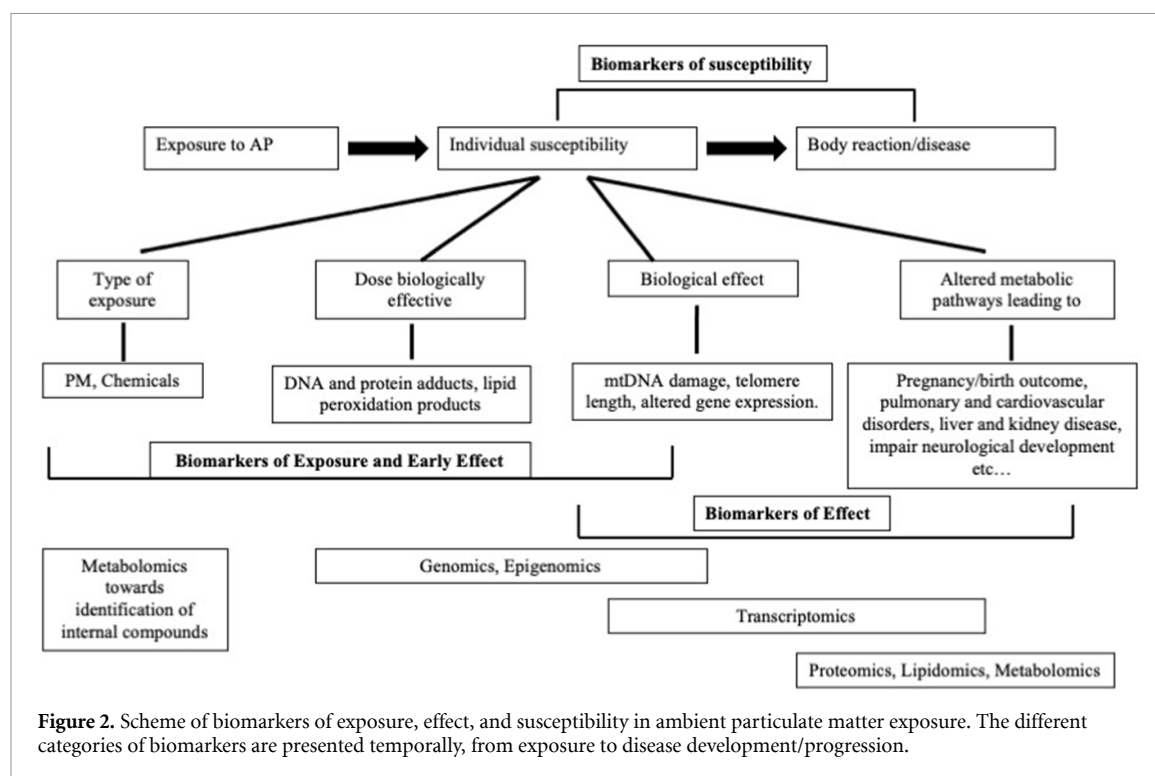 Biomarkers of susceptibility
Exposure to AP
Individual susceptibility
Body reaction/disease
Type of
exposure
Dose biologically
effective
Biological effect
Altered metabolic
pathways leading to
PM, Chemicals
DNA and protein adducts, lipid
peroxidation products
mtDNA damage, telomere
length, altered gene expression.
Pregnancy/birth outcome,
pulmonary and cardiovascular
disorders, liver and kidney disease,
impair neurological development
etc…
Biomarkers of Exposure and Early Effect
Biomarkers of Effect
Metabolomics
towards
identification of
internal compounds
Genomics, Epigenomics
Transcriptomics
Proteomics, Lipidomics, Metabolomics
Figure 2. Scheme of biomarkers of exposure, effect, and susceptibility in ambient particulate matter exposure. The different
categories of biomarkers are presented temporally, from exposure to disease development/progression.